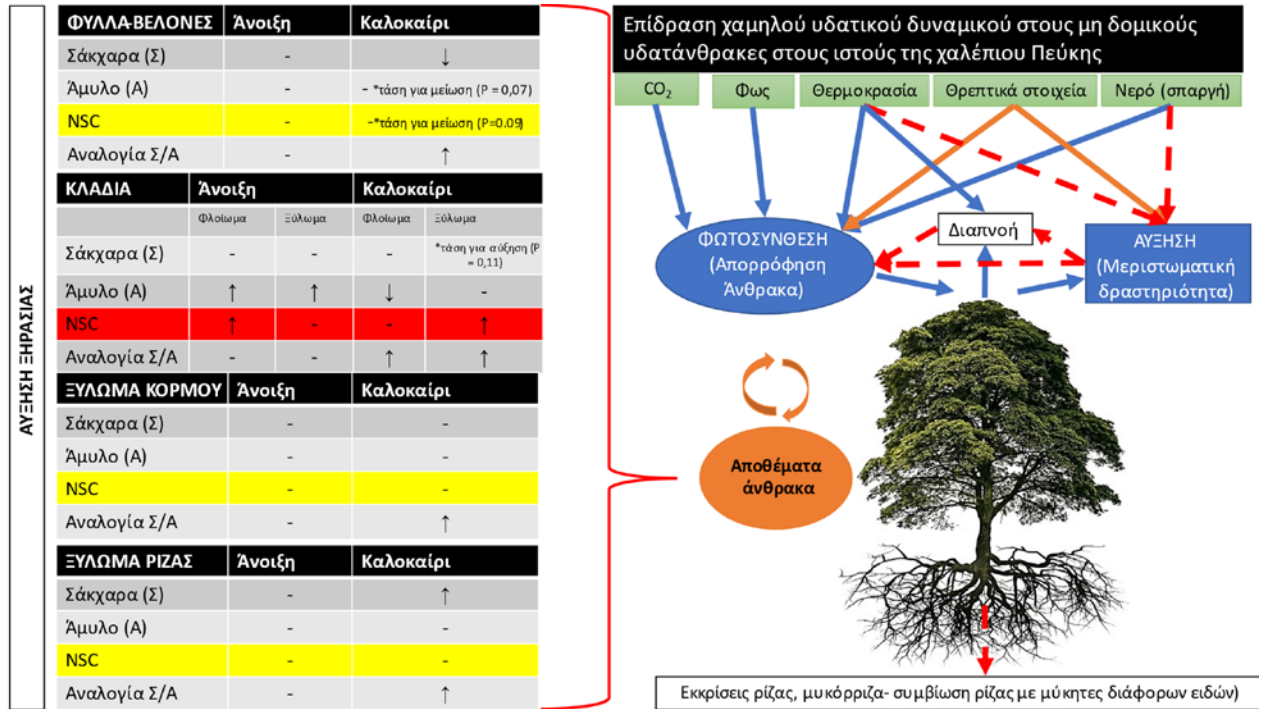 ΑΥΞΗΣΗ ΞΗΡΑΣΙΑΣ
ΦΥΛΛΑ-ΒΕΛΟΝΕΣ Άνοιξη Καλοκαίρι
Σάκχαρα (Σ) - ↓
Άμυλο (Α) - - *τάση για μείωση (P = 0,07)
NSC - -*τάση για μείωση (P=0.09)
Αναλογία Σ/Α - ↑
ΚΛΑΔΙΑ Άνοιξη Καλοκαίρι
Φλοίωμα Ξύλωμα Φλοίωμα Ξύλωμα
Σάκχαρα (Σ) - - - *τάση για αύξηση (P
= 0,11)
Άμυλο (Α) ↑ ↑ ↓ -
NSC ↑ - - ↑
Αναλογία Σ/Α - - ↑ ↑
ΞΥΛΩΜΑ ΚΟΡΜΟΥ Άνοιξη Καλοκαίρι
Σάκχαρα (Σ) - -
Άμυλο (Α) - -
NSC - -
Αναλογία Σ/Α - ↑
ΞΥΛΩΜΑ ΡΙΖΑΣ Άνοιξη Καλοκαίρι
Σάκχαρα (Σ) - ↑
Άμυλο (Α) - -
NSC - -
Αναλογία Σ/Α - ↑
Επίδραση χαμηλού υδατικού δυναμικού στους μη δομικούς
υδατάνθρακες στους ιστούς της χαλέπιου Πεύκης
CO₂ Φως Θερμοκρασία Θρεπτικά στοιχεία Νερό (σπαργή)
ΦΩΤΟΣΥΝΘΕΣΗ
(Απορρόφηση
Άνθρακα)
Διαπνοή
ΑΥΞΗΣΗ
(Μεριστωματική
δραστηριότητα)
Αποθέματα
άνθρακα
Εκκρίσεις ρίζας, μυκόρριζα- συμβίωση ρίζας με μύκητες διάφορων ειδών)